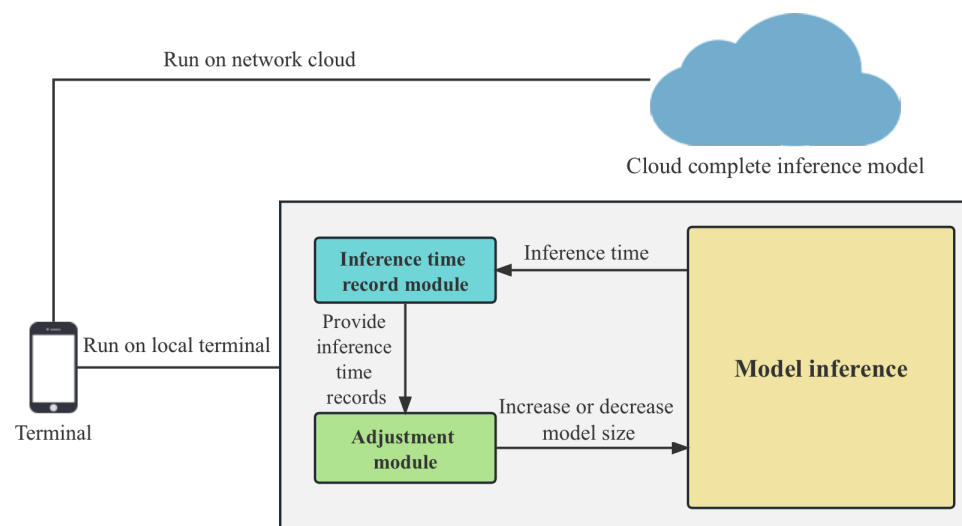 Run on network cloud
Cloud complete inference model
Inference time
record module
Inference time
Provide
inference
time
records
Run on local terminal
Terminal
Model inference
Increase or decrease
model size
Adjustment
module